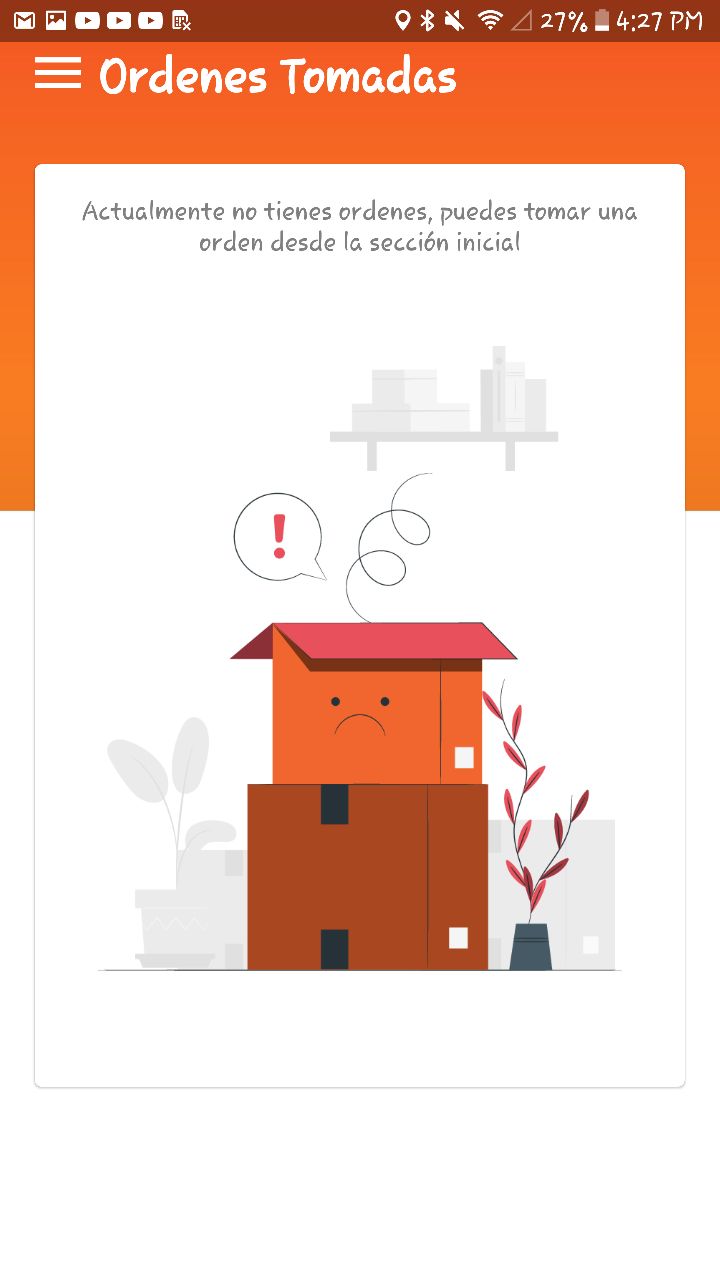 27% 4:27 PM
Ordenes Tomadas
Actualmente no tienes ordenes, puedes tomar una
orden desde la sección inicial
!